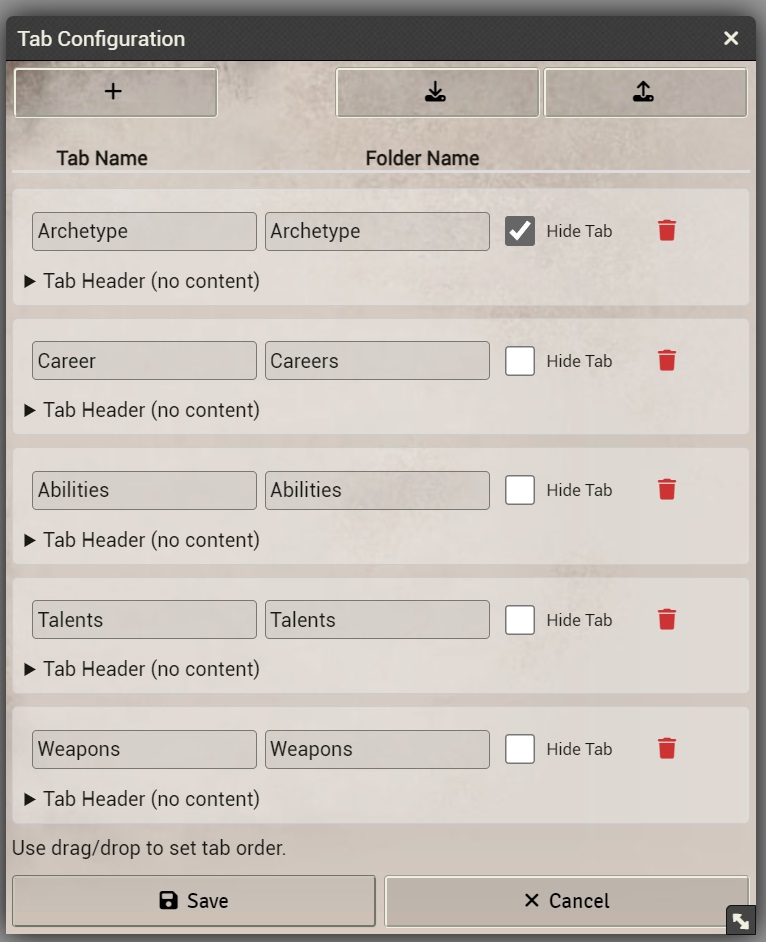 Tab Configuration
Tab Name Folder Name
Archetype Archetype Hide Tab
Tab Header (no content)
Career Careers Hide Tab
Tab Header (no content)
Abilities Abilities Hide Tab
Tab Header (no content)
Talents Talents Hide Tab
Tab Header (no content)
Weapons Weapons Hide Tab
Tab Header (no content)
Use drag/drop to set tab order.
Save Cancel